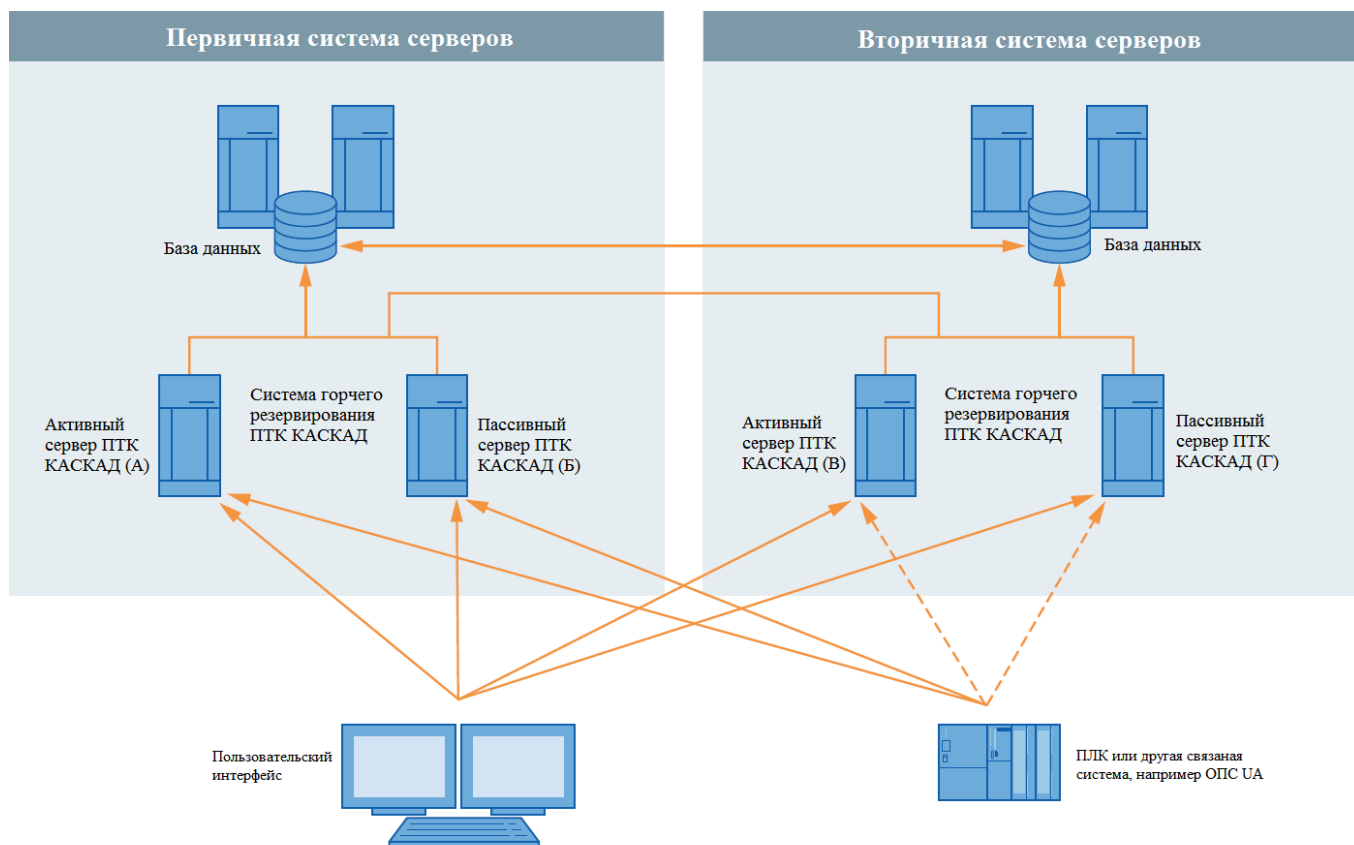 Первичная система серверов
Вторичная система серверов
База данных
База данных
Активный
сервер ПТК
КАСКАД (А)
Система горчего
резервирования
ПТК КАСКАД
Пассивный
сервер ПТК
КАСКАД (Б)
Активный
сервер ПТК
КАСКАД (В)
Система горчего
резервирования
ПТК КАСКАД
Пассивный
сервер ПТК
КАСКАД (Г)
Пользовательский
интерфейс
ПЛК или другая связаная
система, например ОПС UA